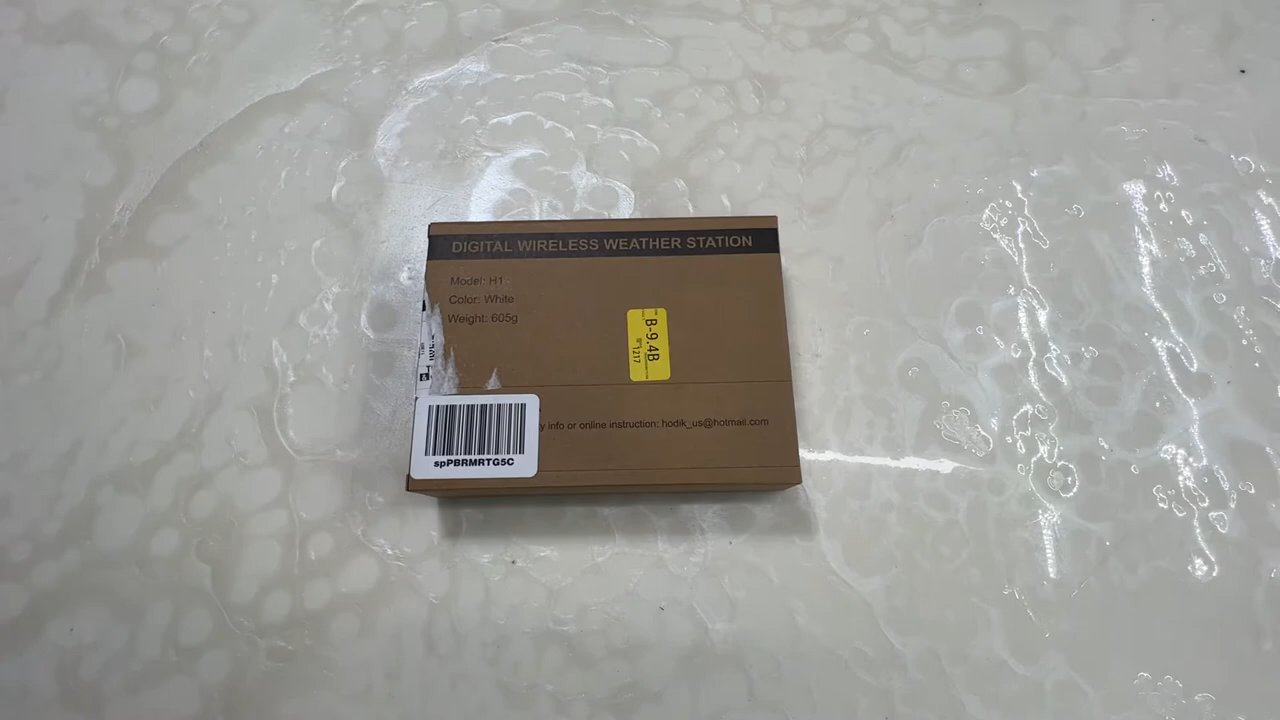 DIGITAL WIRELESS WEATHER STATION
Model: H1
Color: White
Weight: 605g
B-9.4B
1217
y info or online instruction: hodik_us@hotmail.com
spPBRMRTG5C